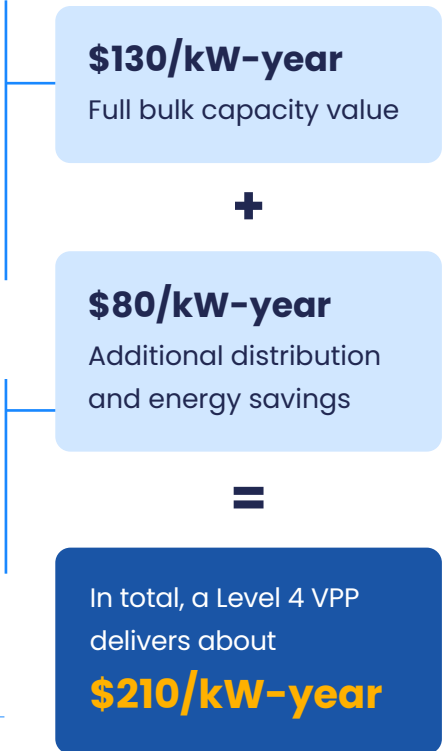 $130/kW-year
Full bulk capacity value
+
$80/kW-year
Additional distribution
and energy savings
=
In total, a Level 4 VPP
delivers about
$210/kW-year